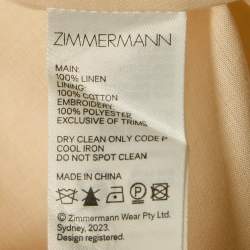 ZIMMERMANN
MAIN:
100% LINEN
LINING:
100% COTTON
EMBROIDERY:
100% POLYESTER
EXCLUSIVE OF TRIMS
DRY CLEAN ONLY CODE P
COOL IRON
DO NOT SPOT CLEAN
MADE IN CHINA
P
© Zimmermann Wear Pty Ltd.
Sydney, 2023.
Design registered.